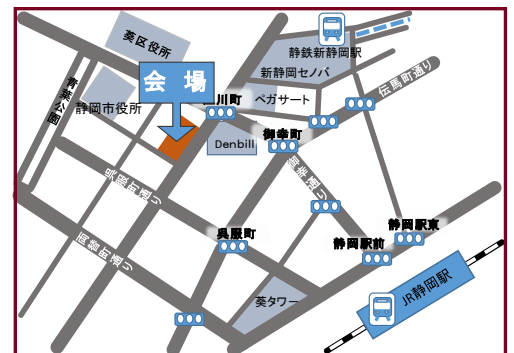 葵区役所
静鉄新静岡駅
新静岡セノバ
伝馬町通り
青葉公園
静岡市役所
会 場
川町
ペガサート
御幸町
Denbill
御幸通り
呉服町通り
呉服町
静岡駅東
静岡駅前
両替町通り
葵タワー
JR静岡駅